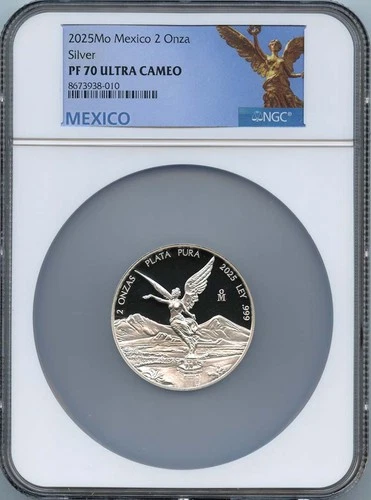 2025Mo Mexico 2 Onza
Silver
PF 70 ULTRA CAMEO
8673938-010
MEXICO
NGC®
2 ONZAS PLATA PURA 2025 LEY .999
Mo